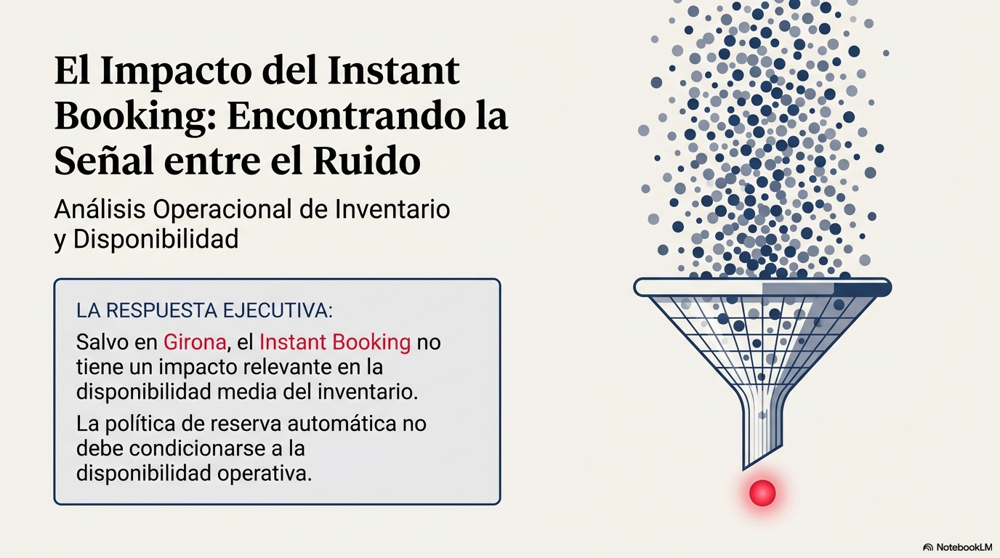 El Impacto del Instant
Booking: Encontrando la
Señal entre el Ruido
Análisis Operacional de Inventario
y Disponibilidad
LA RESPUESTA EJECUTIVA:
Salvo en Girona, el Instant Booking no
tiene un impacto relevante en la
disponibilidad media del inventario.
La política de reserva automática no
debe condicionarse a la
disponibilidad operativa.
NotebookLM